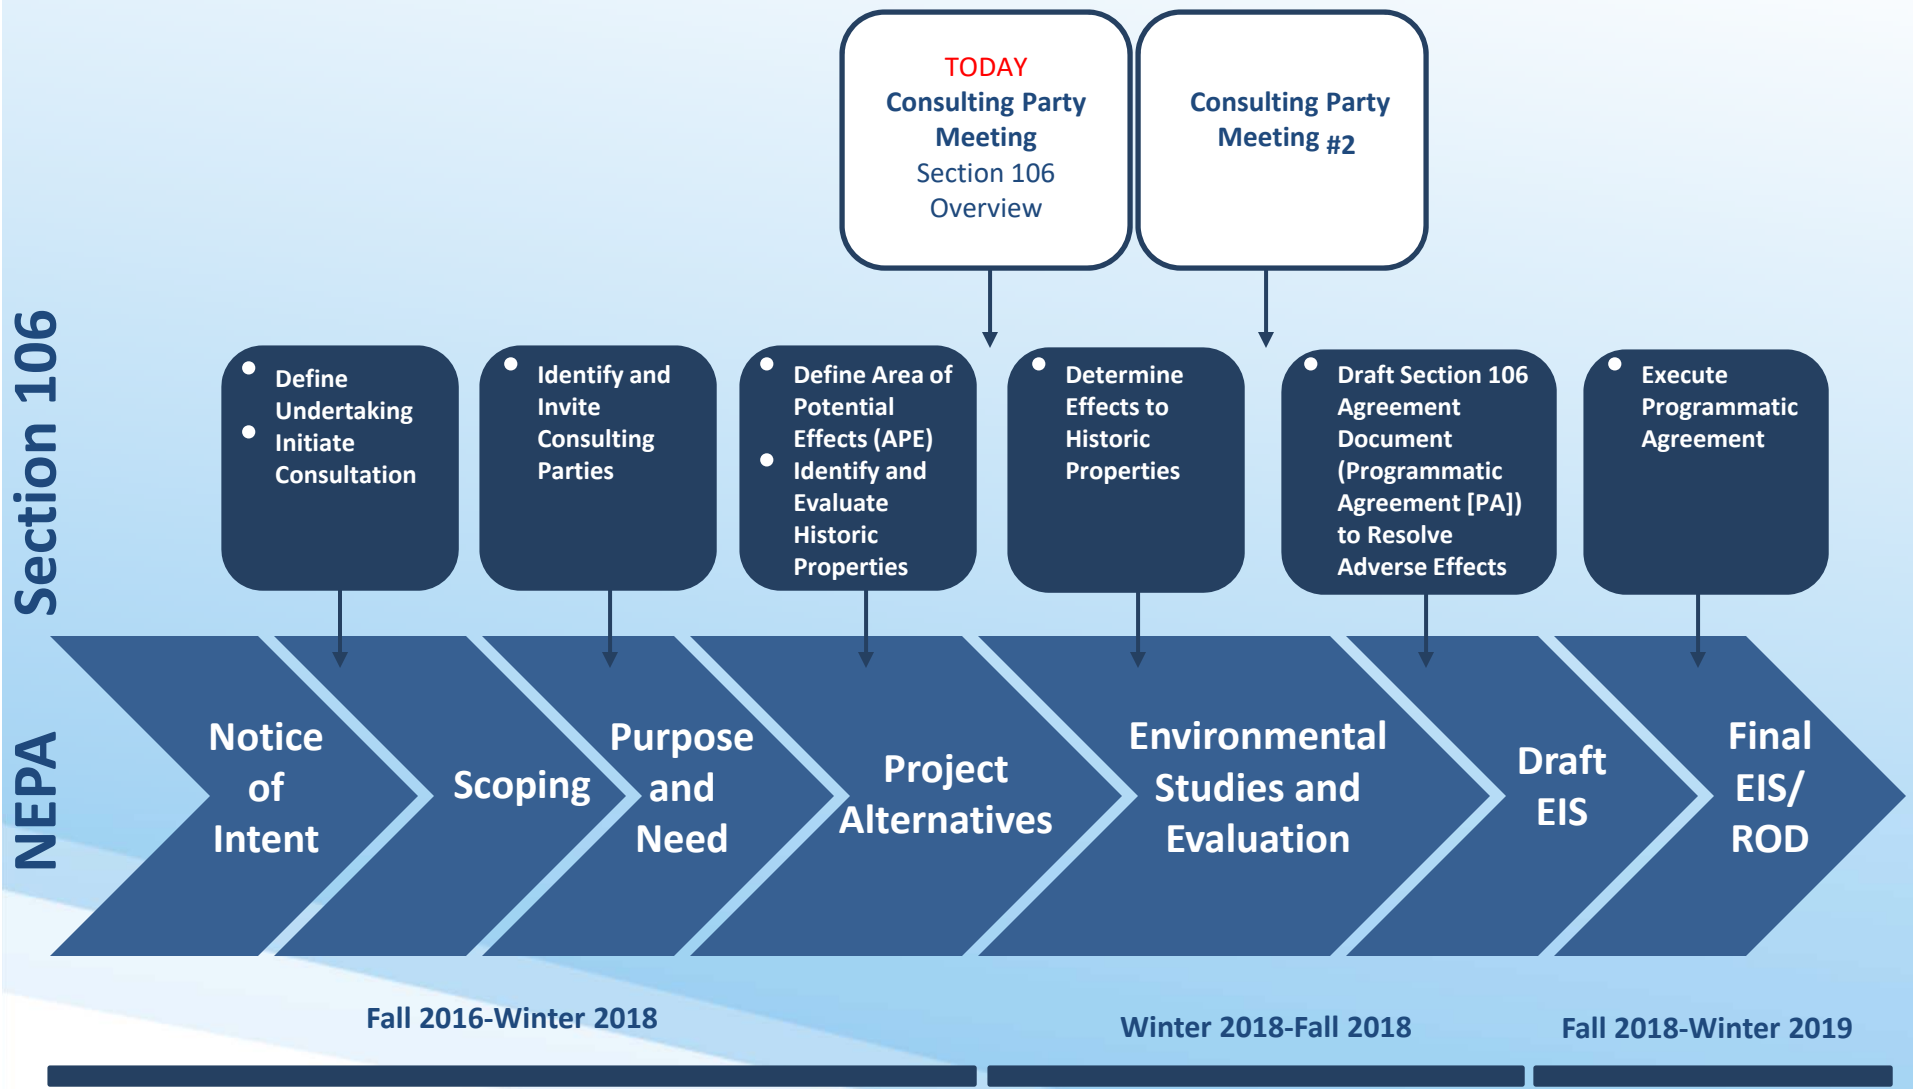 TODAY
Consulting Party
Meeting
Section 106
Overview
Consulting Party
Meeting #2
Section 106
• Define
Undertaking
• Initiate
Consultation
• Identify and
Invite
Consulting
Parties
• Define Area of
Potential
Effects (APE)
• Identify and
Evaluate
Historic
Properties
• Determine
Effects to
Historic
Properties
• Draft Section 106
Agreement
Document
(Programmatic
Agreement [PA])
to Resolve
Adverse Effects
• Execute
Programmatic
Agreement
NEPA
Notice
of
Intent
Scoping
Purpose
and
Need
Project
Alternatives
Environmental
Studies and
Evaluation
Draft
EIS
Final
EIS/
ROD
Fall 2016-Winter 2018
Winter 2018-Fall 2018
Fall 2018-Winter 2019